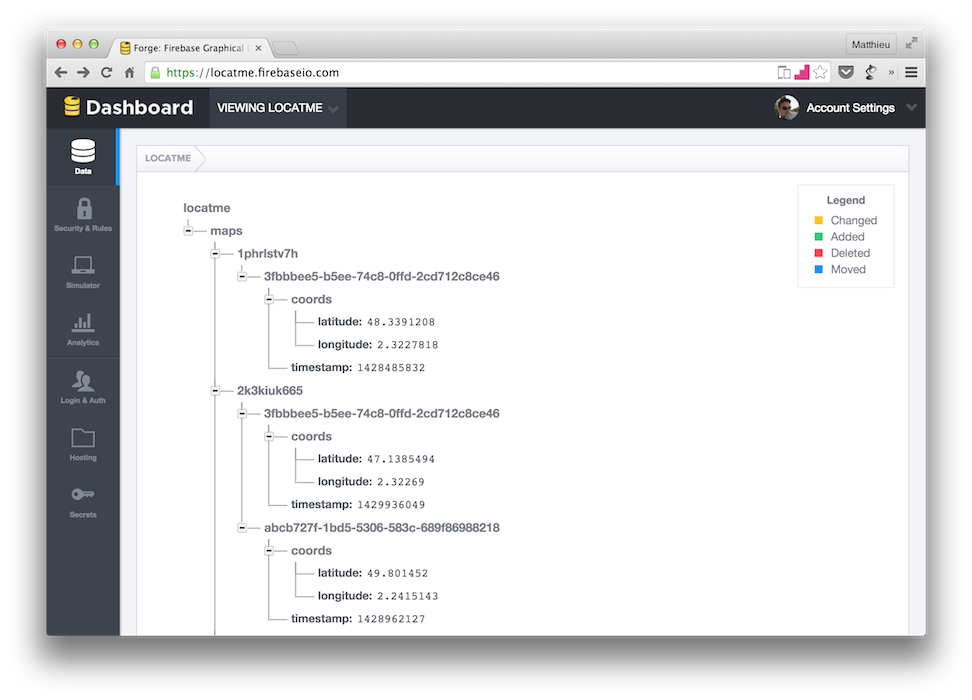 Forge: Firebase Graphical
Matthieu
https://locatme.firebaseio.com
Dashboard
VIEWING LOCATME
Account Settings
Data
Security & Rules
Simulator
Analytics
Login & Auth
Hosting
Secrets
LOCATME
Legend
Changed
Added
Deleted
Moved
locatme
maps
1phrlstv7h
3fbbbee5-b5ee-74c8-0ffd-2cd712c8ce46
coords
latitude: 48.3391208
longitude: 2.3227818
timestamp: 1428485832
2k3kiuk665
3fbbbee5-b5ee-74c8-0ffd-2cd712c8ce46
coords
latitude: 47.1385494
longitude: 2.32269
timestamp: 1429936049
abcb727f-1bd5-5306-583c-689f86988218
coords
latitude: 49.801452
longitude: 2.2415143
timestamp: 1428962127